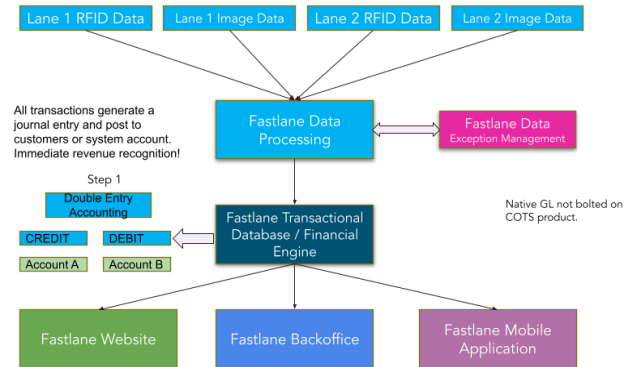 Lane 1 RFID Data
Lane 1 Image Data
Lane 2 RFID Data
Lane 2 Image Data
All transactions generate a
journal entry and post to
customers or system account.
Immediate revenue recognition!
Fastlane Data
Processing
Fastlane Data
Exception Management
Step 1
Double Entry
Accounting
CREDIT
DEBIT
Account A
Account B
Fastlane Transactional
Database / Financial
Engine
Native GL not bolted on
COTS product.
Fastlane Website
Fastlane Backoffice
Fastlane Mobile
Application